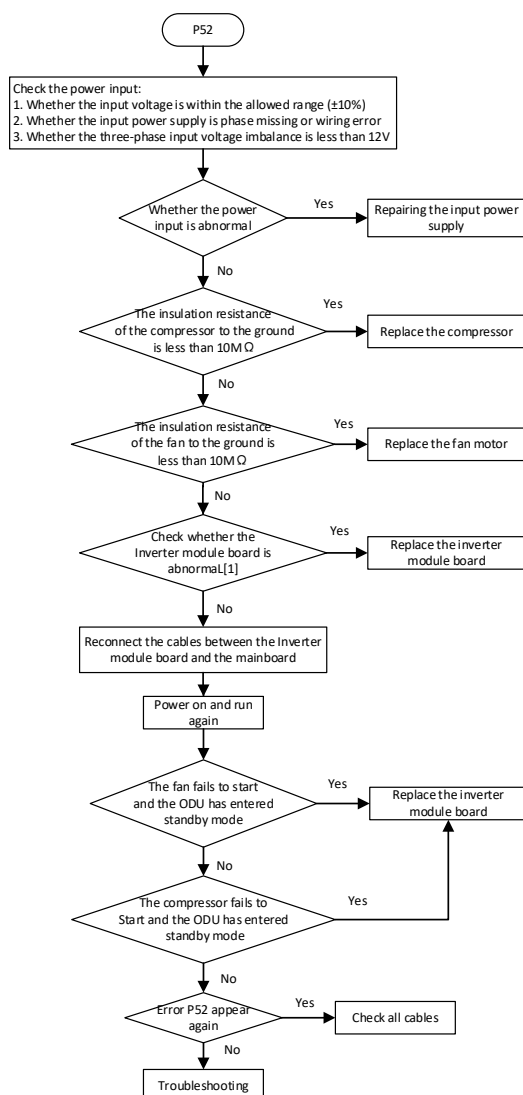 P52
Check the power input:
1. Whether the input voltage is within the allowed range (±10%)
2. Whether the input power supply is phase missing or wiring error
3. Whether the three-phase input voltage imbalance is less than 12V
Whether the power
input is abnormal
Yes
Repairing the input power
supply
No
The insulation resistance
of the compressor to the ground
is less than 10MΩ
Yes
Replace the compressor
No
The insulation resistance
of the fan to the ground is
less than 10MΩ
Yes
Replace the fan motor
No
Check whether the
Inverter module board is
abnormaL[1]
Yes
Replace the inverter
module board
No
Reconnect the cables between the Inverter
module board and the mainboard
Power on and run
again
The fan fails to start
and the ODU has entered
standby mode
Yes
Replace the inverter
module board
No
The compressor fails to
Start and the ODU has entered
standby mode
Yes
No
Error P52 appear
again
Yes
Check all cables
No
Troubleshooting